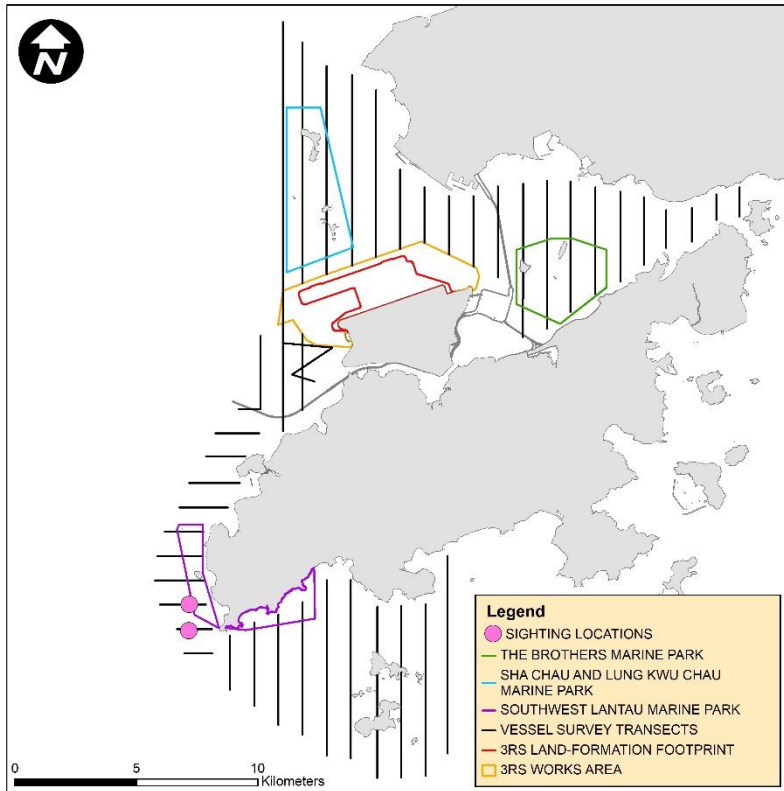 N
Legend
SIGHTING LOCATIONS
THE BROTHERS MARINE PARK
SHA CHAU AND LUNG KWU CHAU
MARINE PARK
SOUTHWEST LANTAU MARINE PARK
VESSEL SURVEY TRANSECTS
3RS LAND-FORMATION FOOTPRINT
3RS WORKS AREA
0 5 10
Kilometers